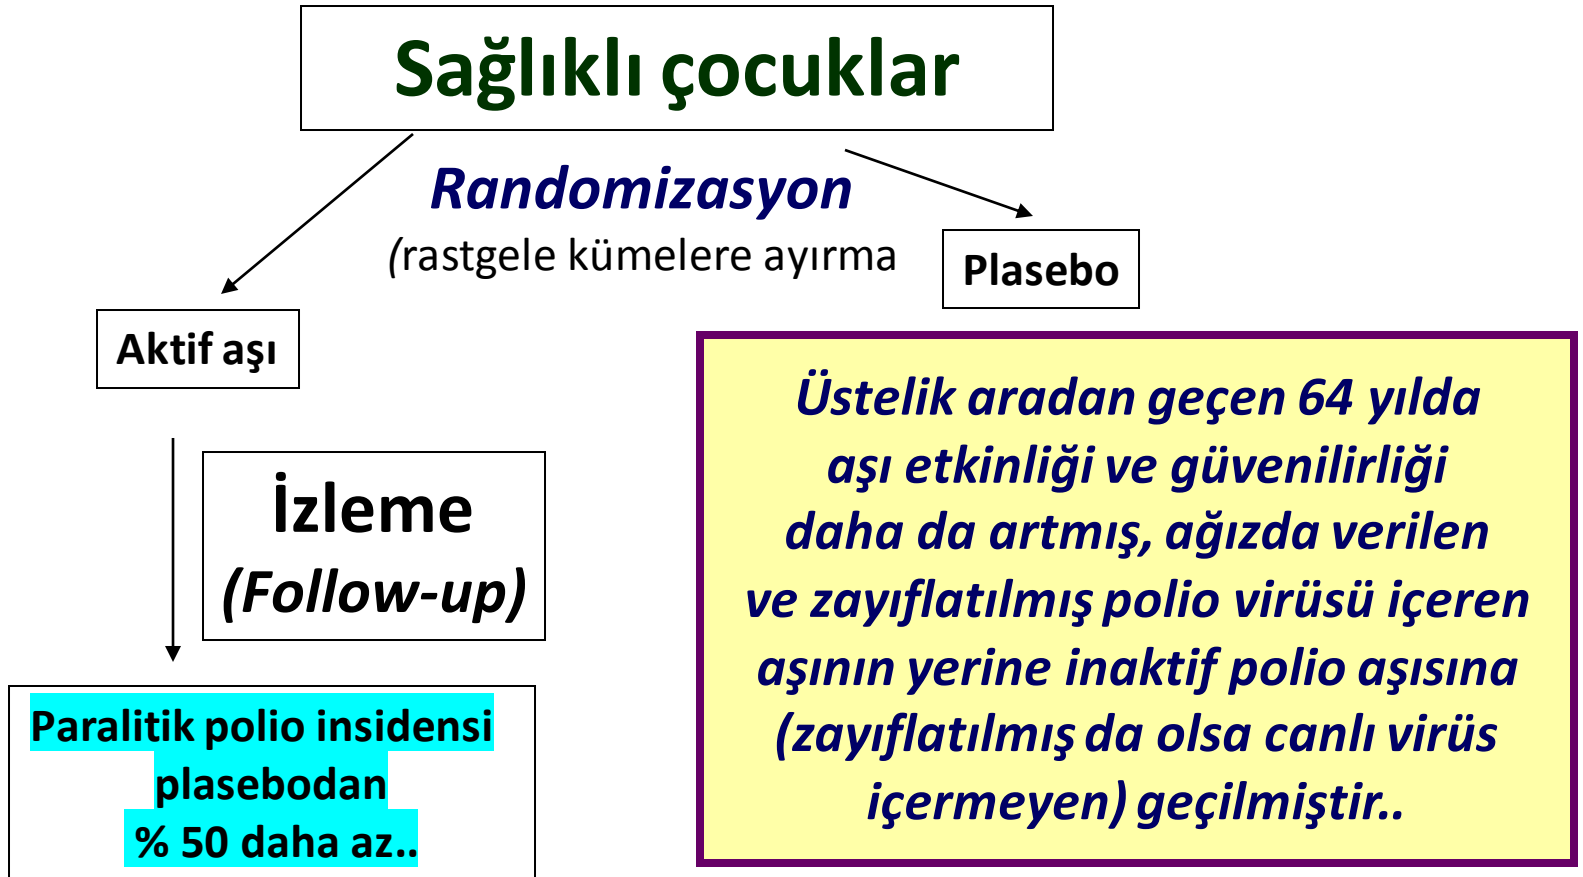 Sağlıklı çocuklar
Randomizasyon
(rastgele kümelere ayırma
Plasebo
Aktif aşı
İzleme
(Follow-up)
Paralitik polio insidensi
plasebodan
% 50 daha az..
Üstelik aradan geçen 64 yılda
aşı etkinliği ve güvenilirliği
daha da artmış, ağızda verilen
ve zayıflatılmış polio virüsü içeren
aşının yerine inaktif polio aşısına
(zayıflatılmış da olsa canlı virüs
içermeyen) geçilmiştir..